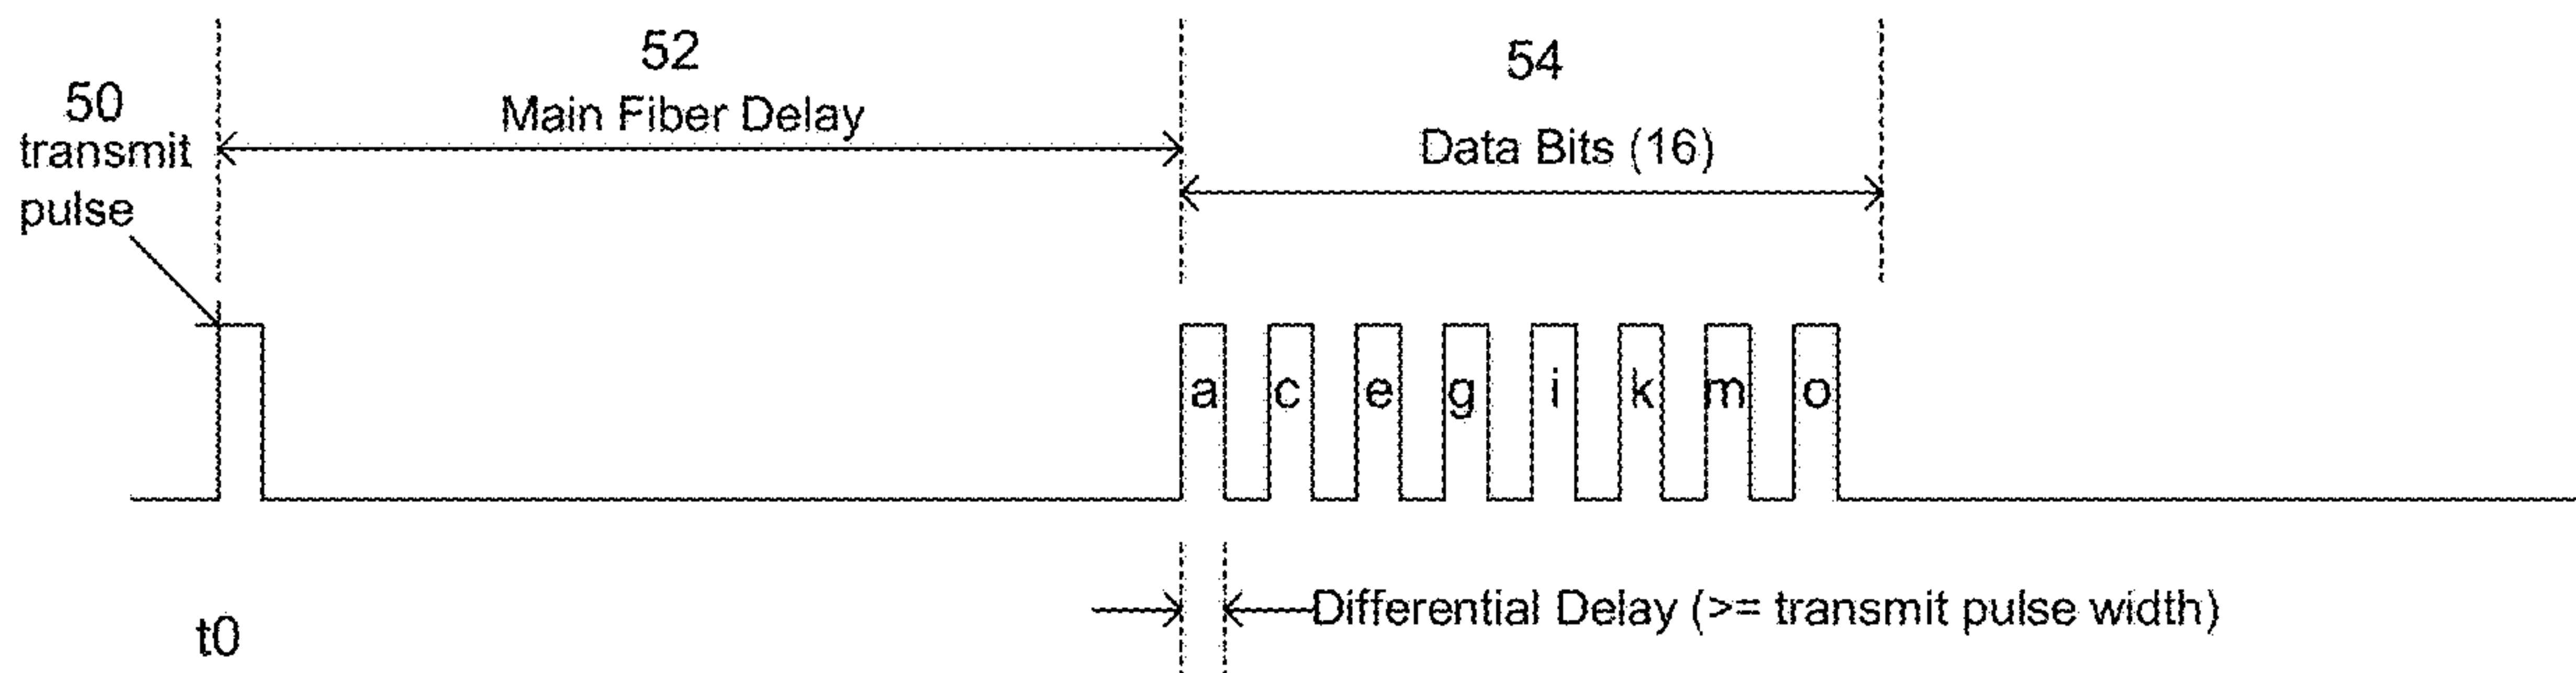 50
transmit
pulse
52
Main Fiber Delay
54
Data Bits (16)
a c e g i k m o
Differential Delay (>= transmit pulse width)
t0